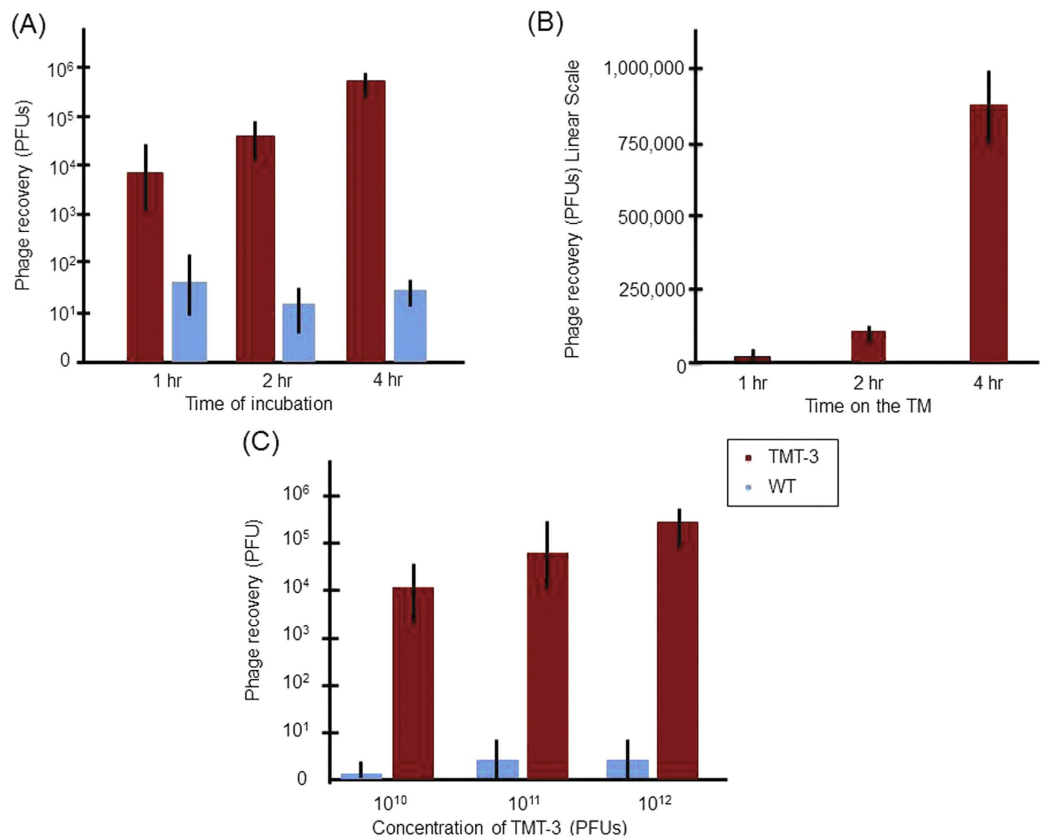 (A)
Phage recovery (PFUs)
10⁶
10⁵
10⁴
10³
10²
10¹
0
1 hr 2 hr 4 hr
Time of incubation
(B)
Phage recovery (PFUs) Linear Scale
1,000,000
750,000
500,000
250,000
0
1 hr 2 hr 4 hr
Time on the TM
(C)
Phage recovery (PFU)
10⁶
10⁵
10⁴
10³
10²
10¹
0
10¹⁰ 10¹¹ 10¹²
Concentration of TMT-3 (PFUs)
TMT-3
WT